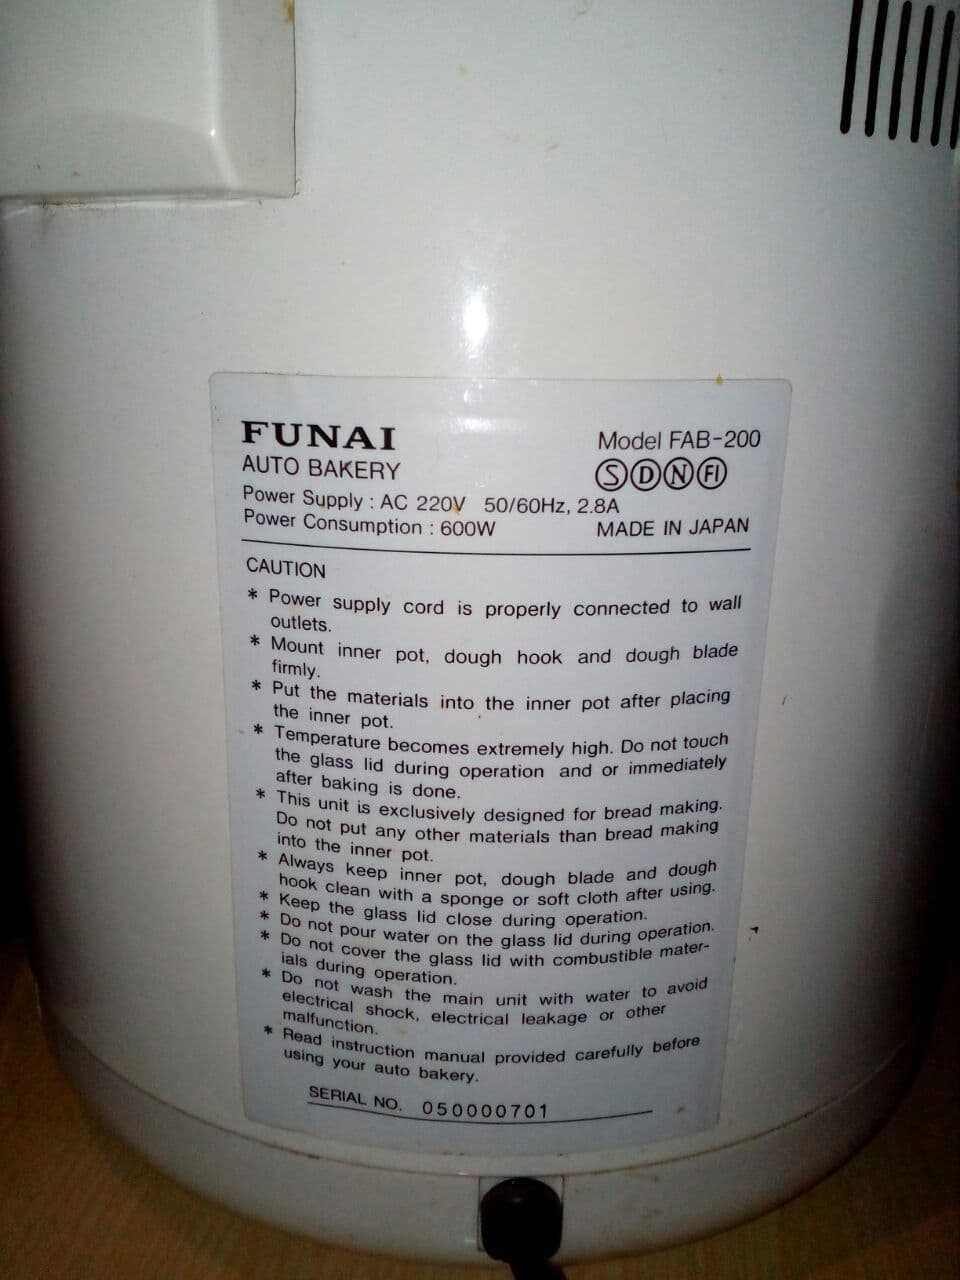 FUNAI
Model FAB-200
AUTO BAKERY
S D N FI
Power Supply : AC 220V 50/60Hz, 2.8A
Power Consumption : 600W
MADE IN JAPAN
CAUTION
* Power supply cord is properly connected to wall
outlets.
* Mount inner pot, dough hook and dough blade
firmly.
* Put the materials into the inner pot after placing
the inner pot.
* Temperature becomes extremely high. Do not touch
the glass lid during operation and or immediately
after baking is done.
* This unit is exclusively designed for bread making.
Do not put any other materials than bread making
into the inner pot.
* Always keep inner pot, dough blade and dough
hook clean with a sponge or soft cloth after using.
* Keep the glass lid close during operation.
* Do not pour water on the glass lid during operation.
* Do not cover the glass lid with combustible mater-
ials during operation.
* Do not wash the main unit with water to avoid
electrical shock, electrical leakage or other
malfunction.
* Read instruction manual provided carefully before
using your auto bakery.
SERIAL NO. 050000701